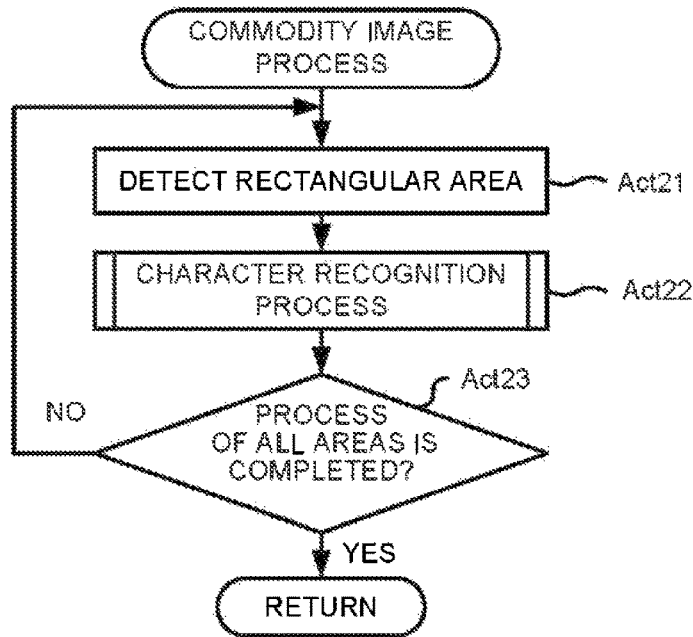 COMMODITY IMAGE
PROCESS
DETECT RECTANGULAR AREA
Act21
CHARACTER RECOGNITION
PROCESS
Act22
Act23
NO
PROCESS
OF ALL AREAS IS
COMPLETED?
YES
RETURN